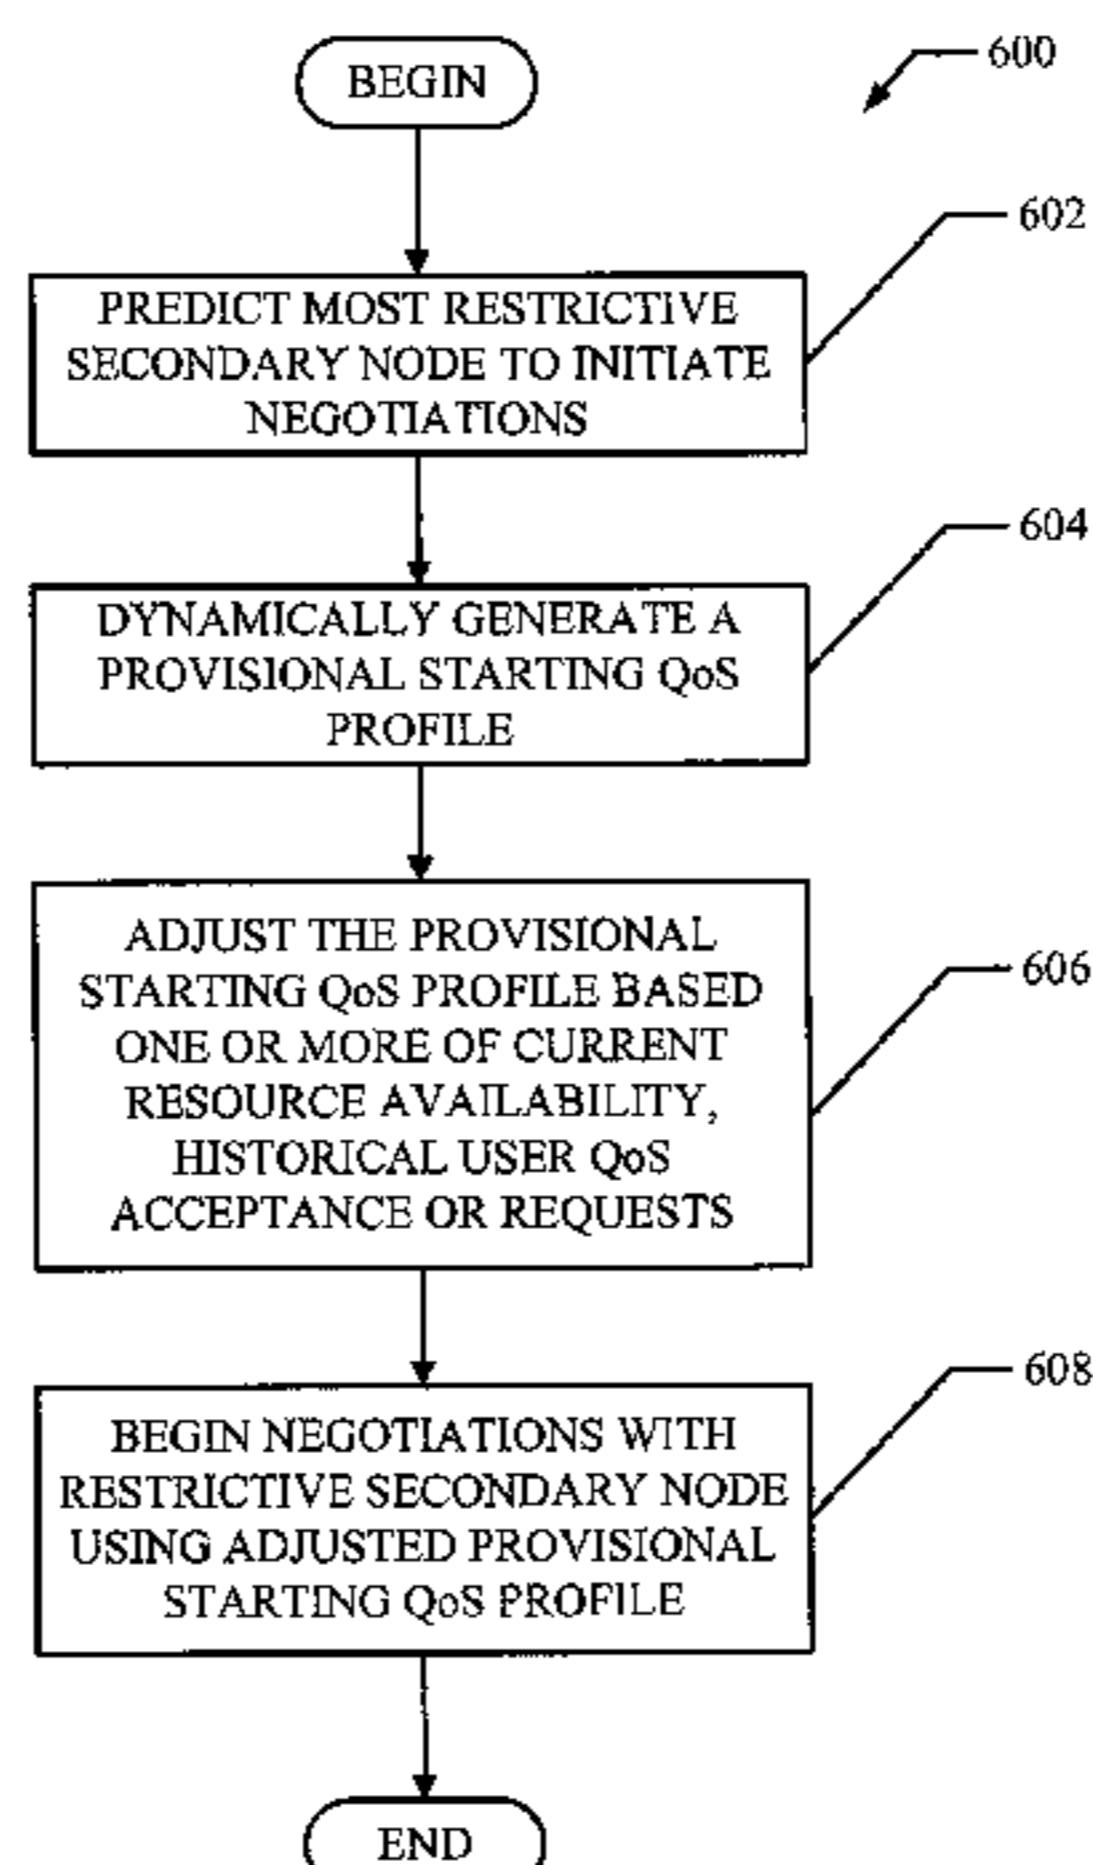 BEGIN
600
602
PREDICT MOST RESTRICTIVE
SECONDARY NODE TO INITIATE
NEGOTIATIONS
604
DYNAMICALLY GENERATE A
PROVISIONAL STARTING QoS
PROFILE
606
ADJUST THE PROVISIONAL
STARTING QoS PROFILE BASED
ONE OR MORE OF CURRENT
RESOURCE AVAILABILITY,
HISTORICAL USER QoS
ACCEPTANCE OR REQUESTS
608
BEGIN NEGOTIATIONS WITH
RESTRICTIVE SECONDARY NODE
USING ADJUSTED PROVISIONAL
STARTING QoS PROFILE
END